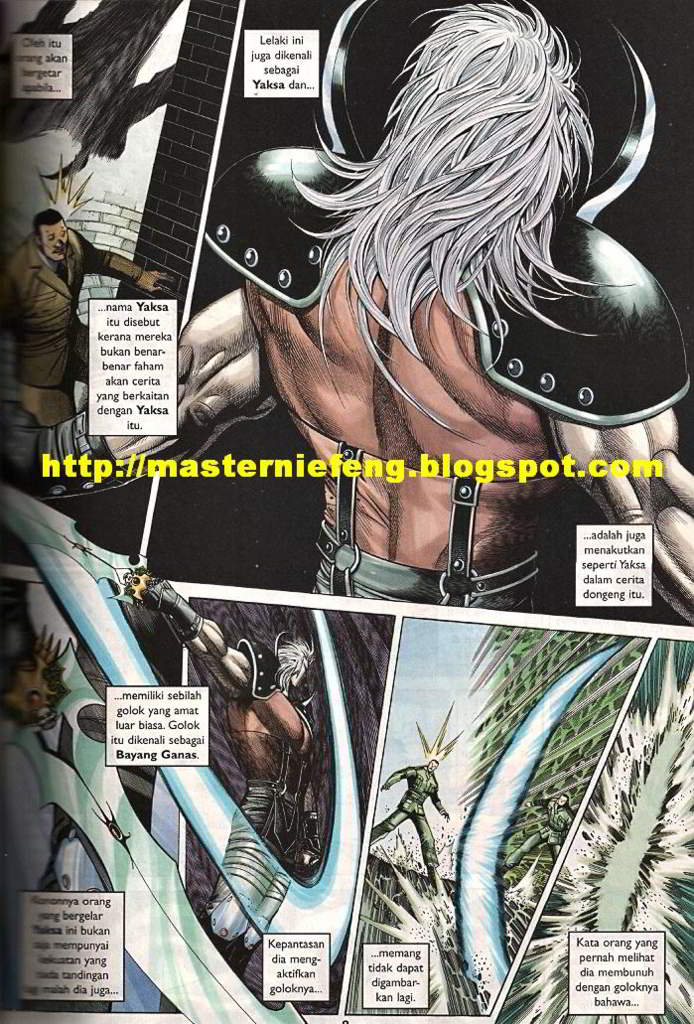 Oleh itu
orang akan
bergetar
apabila...
...nama Yaksa
itu disebut
kerana mereka
bukan benar-
benar faham
akan cerita
yang berkaitan
dengan Yaksa
itu.
Lelaki ini
juga dikenali
sebagai
Yaksa dan...
...adalah juga
menakutkan
seperti Yaksa
dalam cerita
dongeng itu.
http://masterniefeng.blogspot.com
Kononnya orang
yang bergelar
Yaksa ini bukan
saja mempunyai
kekuatan yang
tiada tandingan
lagi malah dia juga...
...memiliki sebilah
golok yang amat
luar biasa. Golok
itu dikenali sebagai
Bayang Ganas.
Kepantasan
dia meng-
aktifkan
goloknya...
...memang
tidak dapat
digambar-
kan lagi.
Kata orang yang
pernah melihat
dia membunuh
dengan goloknya
bahawa...